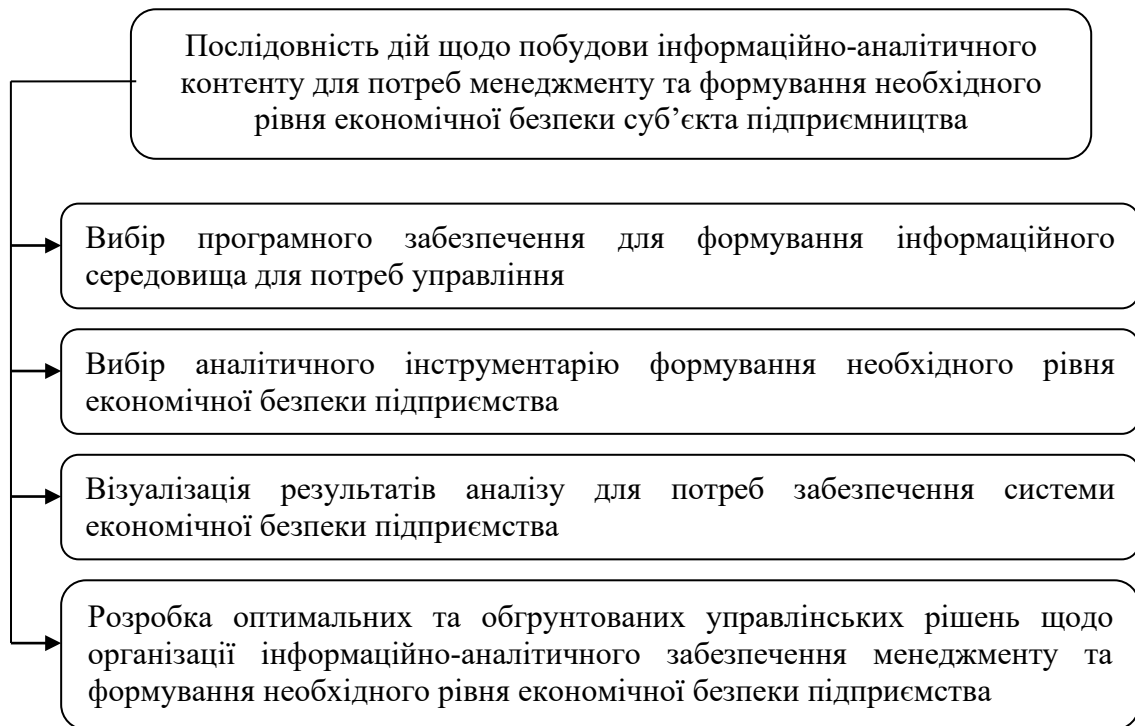 Послідовність дій щодо побудови інформаційно-аналітичного
контенту для потреб менеджменту та формування необхідного
рівня економічної безпеки суб’єкта підприємництва
Вибір програмного забезпечення для формування інформаційного
середовища для потреб управління
Вибір аналітичного інструментарію формування необхідного рівня
економічної безпеки підприємства
Візуалізація результатів аналізу для потреб забезпечення системи
економічної безпеки підприємства
Розробка оптимальних та обгрунтованих управлінських рішень щодо
організації інформаційно-аналітичного забезпечення менеджменту та
формування необхідного рівня економічної безпеки підприємства